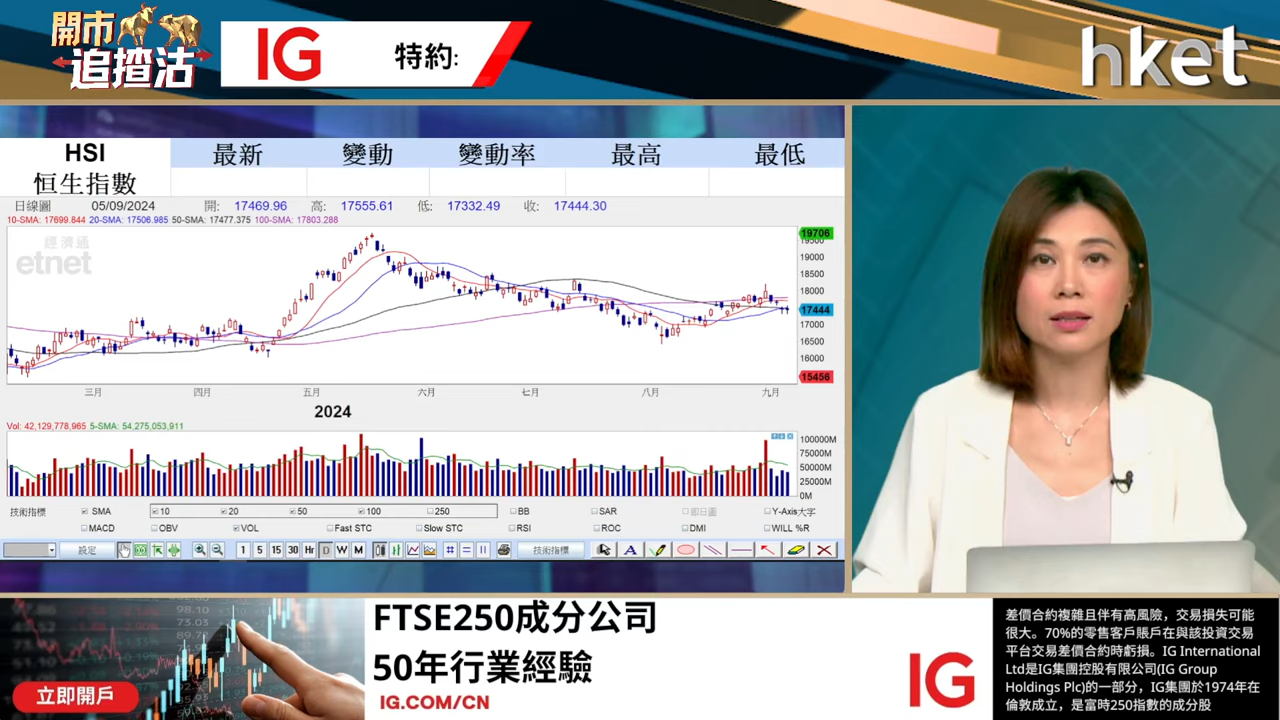 開市
追揸沽
IG 特約:
hket
HSI 最新 變動 變動率 最高 最低
恒生指數
日線圖 05/09/2024 開: 17469.96 高: 17555.61 低: 17332.49 收: 17444.30
10-SMA: 17699.844 20-SMA: 17506.985 50-SMA: 17477.375 100-SMA: 17803.288
經濟通
etnet
19706
19500
19000
18500
18000
17444
17000
16500
16000
15456
三月 四月 五月 六月 七月 八月 九月
2024
Vol: 42,129,778,965 5-SMA: 54,275,053,911
100000M
75000M
50000M
25000M
0M
技術指標 SMA 10 20 50 100 250 BB SAR 即日圖 Y-Axis大字
MACD OBV VOL Fast STC Slow STC RSI ROC DMI WILL %R
設定 1 5 15 30 Hr D W M 技術指標 A
立即開戶
FTSE250成分公司
50年行業經驗
IG.COM/CN
IG
差價合約複雜且伴有高風險，交易損失可能
很大。70%的零售客戶賬戶在與該投資交易
平台交易差價合約時虧損。IG International
Ltd是IG集團控股有限公司(IG Group
Holdings Plc)的一部分，IG集團於1974年在
倫敦成立，是富時250指數的成分股